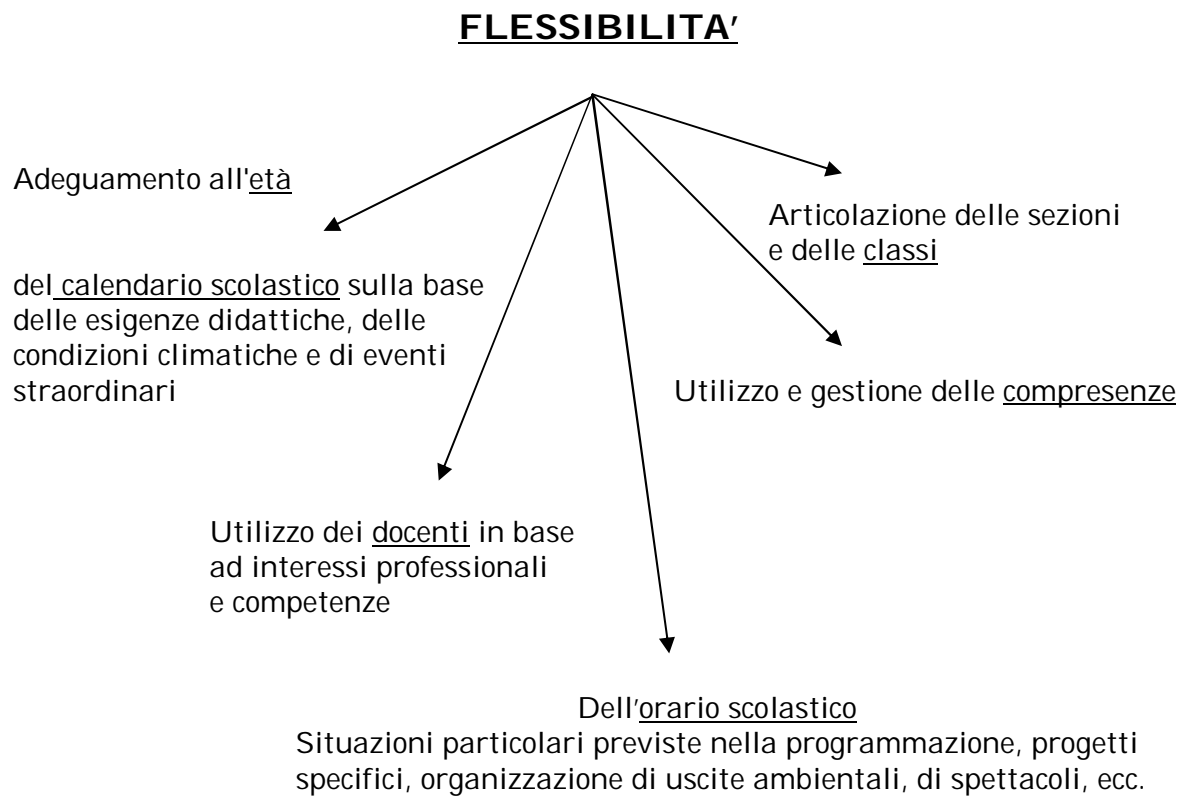 FLESSIBILITA'
Adeguamento all'età
Articolazione delle sezioni
e delle classi
del calendario scolastico sulla base
delle esigenze didattiche, delle
condizioni climatiche e di eventi
straordinari
Utilizzo e gestione delle compresenze
Utilizzo dei docenti in base
ad interessi professionali
e competenze
Dell'orario scolastico
Situazioni particolari previste nella programmazione, progetti
specifici, organizzazione di uscite ambientali, di spettacoli, ecc.